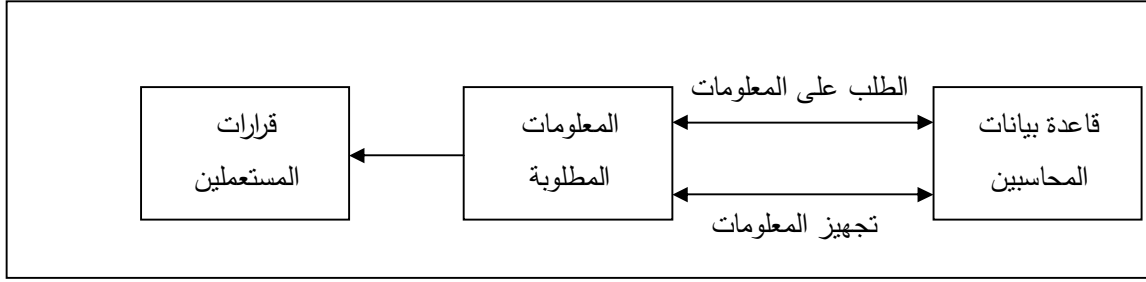 الطلب على المعلومات
قاعدة بيانات
المحاسبين
المعلومات
المطلوبة
قرارات
المستعملين
تجهيز المعلومات